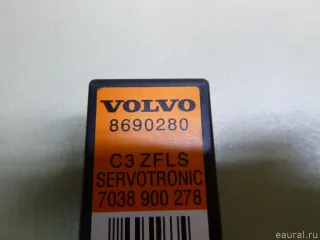 VOLVO
8690280
C3 ZFLS
SERVOTRONIC
7038 900 278
eaural.ru